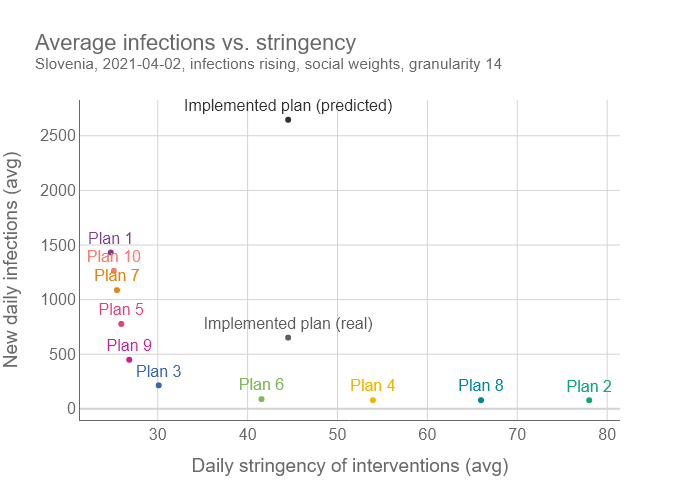 Average infections vs. stringency
Slovenia, 2021-04-02, infections rising, social weights, granularity 14
Implemented plan (predicted)
2500
2000
Plan 1
1500
Plan 10
Plan 7
1000
Plan 5
Implemented plan (real)
Plan 9
500
Plan 3
Plan 6
Plan 4
Plan 8
Plan 2
0
30 40 50 60 70 80
Daily stringency of interventions (avg)
New daily infections (avg)